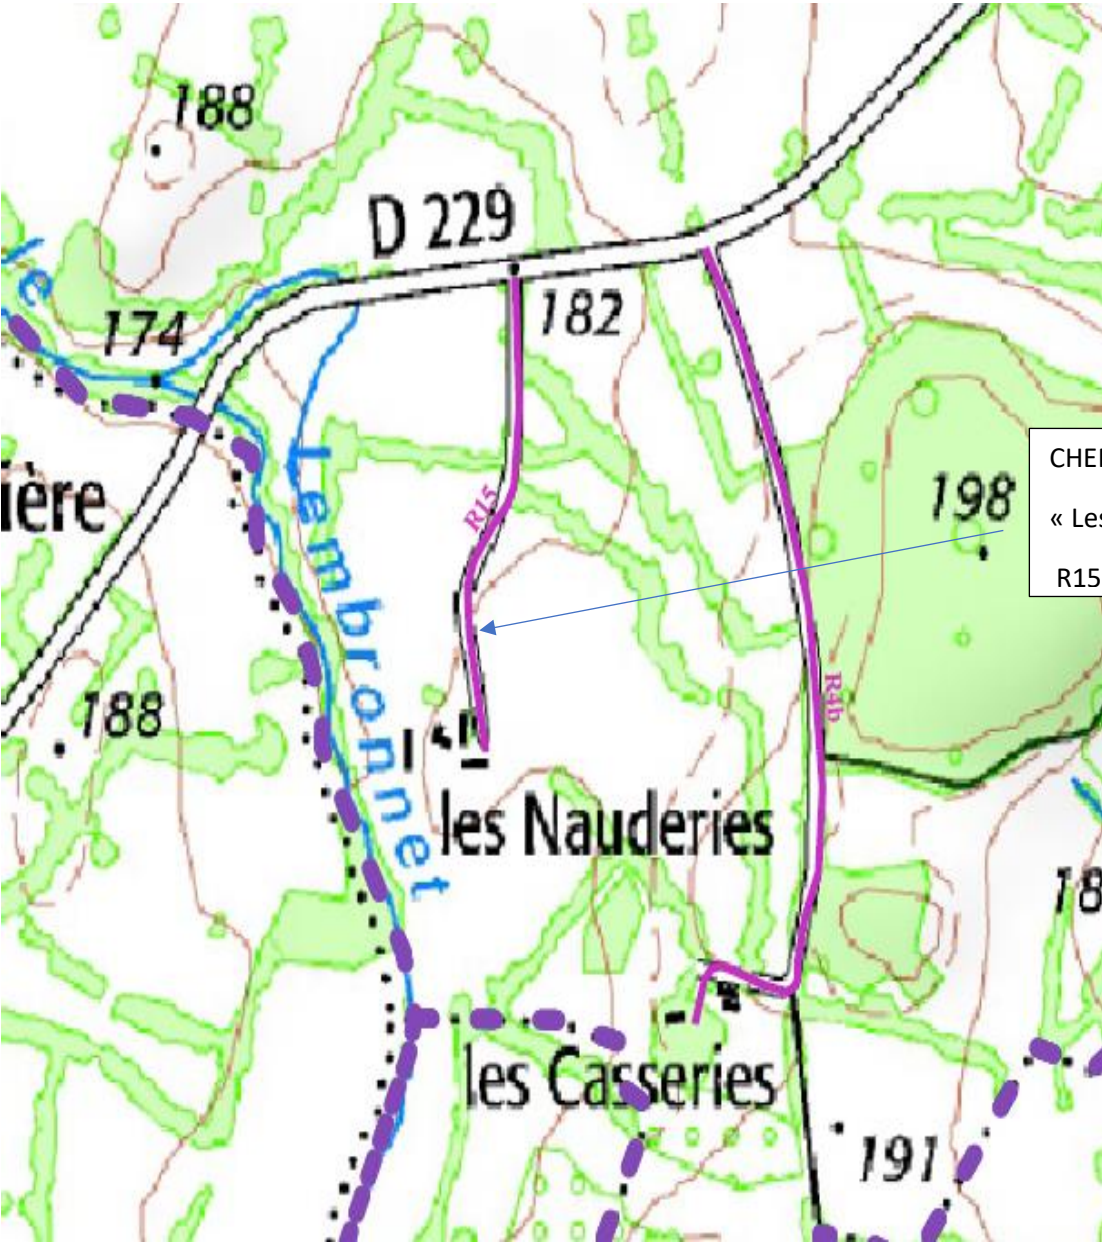 188
D 229
le
182
174
ière
R15
198
CHE
« Les
R15
Lembronnet
R4b
188
les Nauderies
18
les Casseries
191